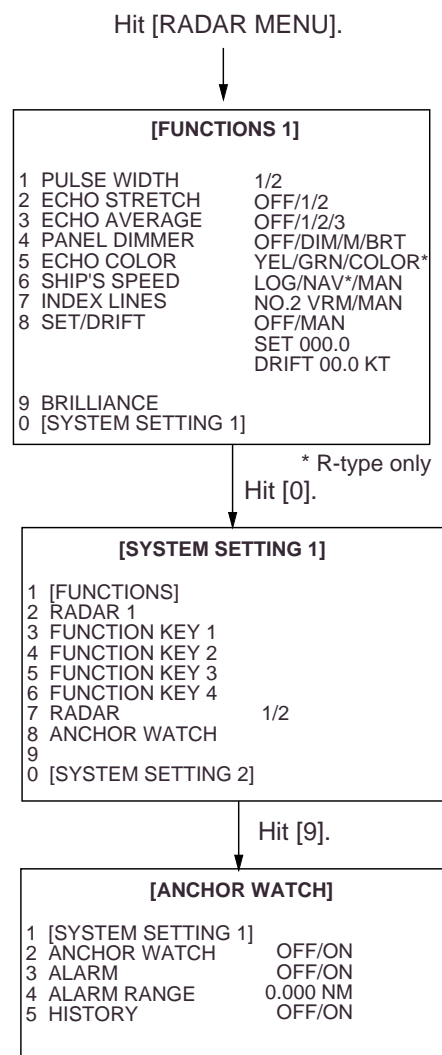 Hit [RADAR MENU].
[FUNCTIONS 1]
1 PULSE WIDTH 1/2
2 ECHO STRETCH OFF/1/2
3 ECHO AVERAGE OFF/1/2/3
4 PANEL DIMMER OFF/DIM/M/BRT
5 ECHO COLOR YEL/GRN/COLOR*
6 SHIP'S SPEED LOG/NAV*/MAN
7 INDEX LINES NO.2 VRM/MAN
8 SET/DRIFT OFF/MAN
SET 000.0
DRIFT 00.0 KT
9 BRILLIANCE
0 [SYSTEM SETTING 1]
* R-type only
Hit [0].
[SYSTEM SETTING 1]
1 [FUNCTIONS]
2 RADAR 1
3 FUNCTION KEY 1
4 FUNCTION KEY 2
5 FUNCTION KEY 3
6 FUNCTION KEY 4
7 RADAR 1/2
8 ANCHOR WATCH
9
0 [SYSTEM SETTING 2]
Hit [9].
[ANCHOR WATCH]
1 [SYSTEM SETTING 1]
2 ANCHOR WATCH OFF/ON
3 ALARM OFF/ON
4 ALARM RANGE 0.000 NM
5 HISTORY OFF/ON